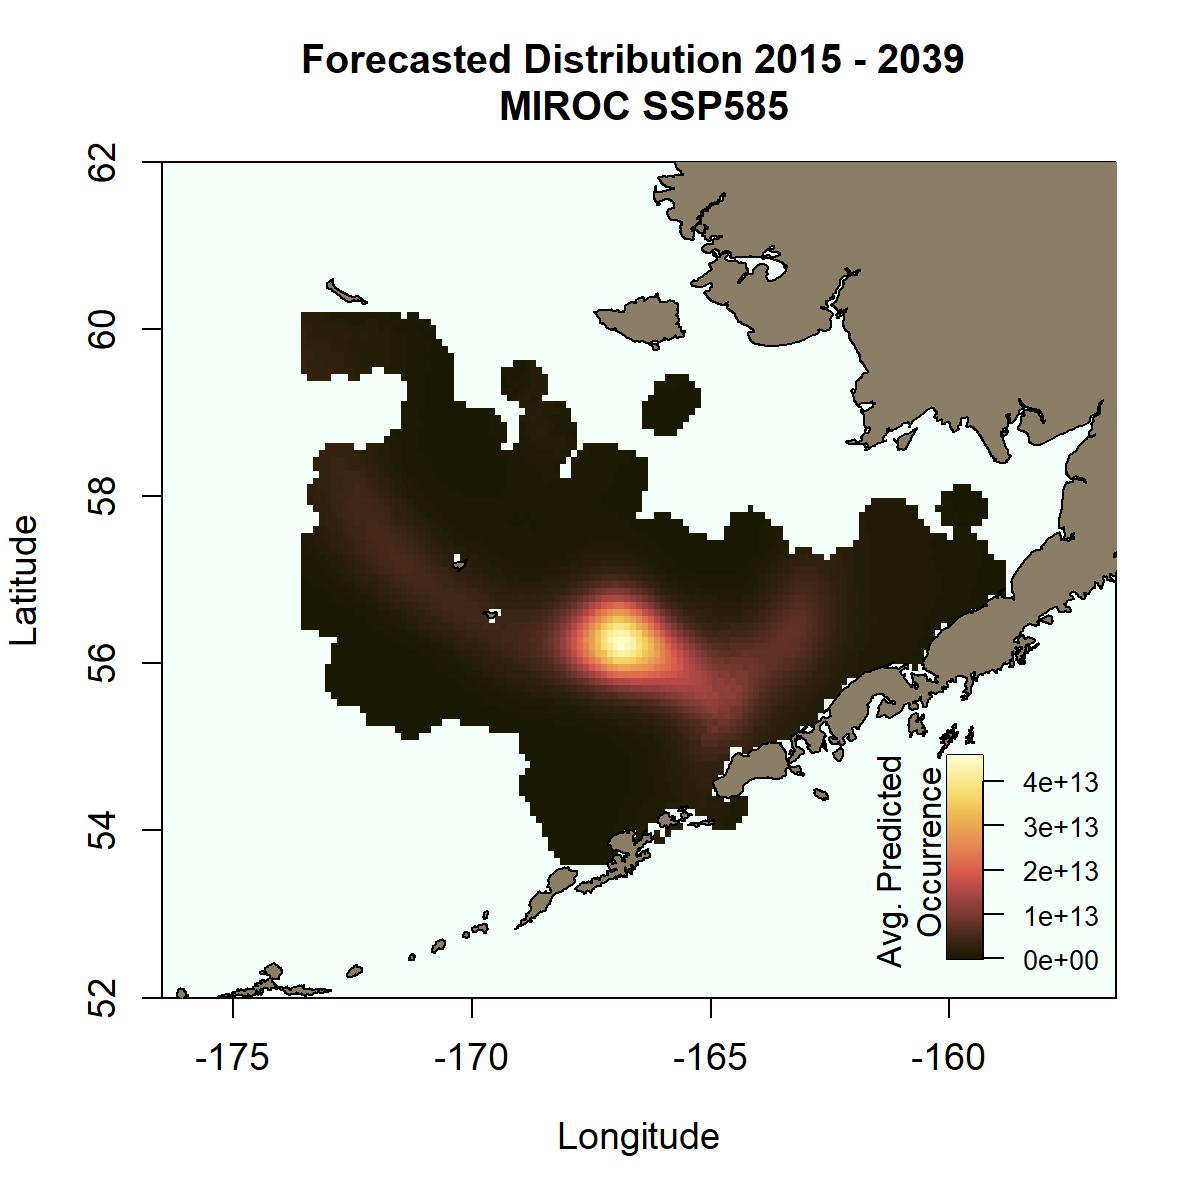 Forecasted Distribution 2015 - 2039
MIROC SSP585
62
60
58
56
54
52
Latitude
-175
-170
-165
-160
Longitude
Avg. Predicted
Occurrence
4e+13
3e+13
2e+13
1e+13
0e+00